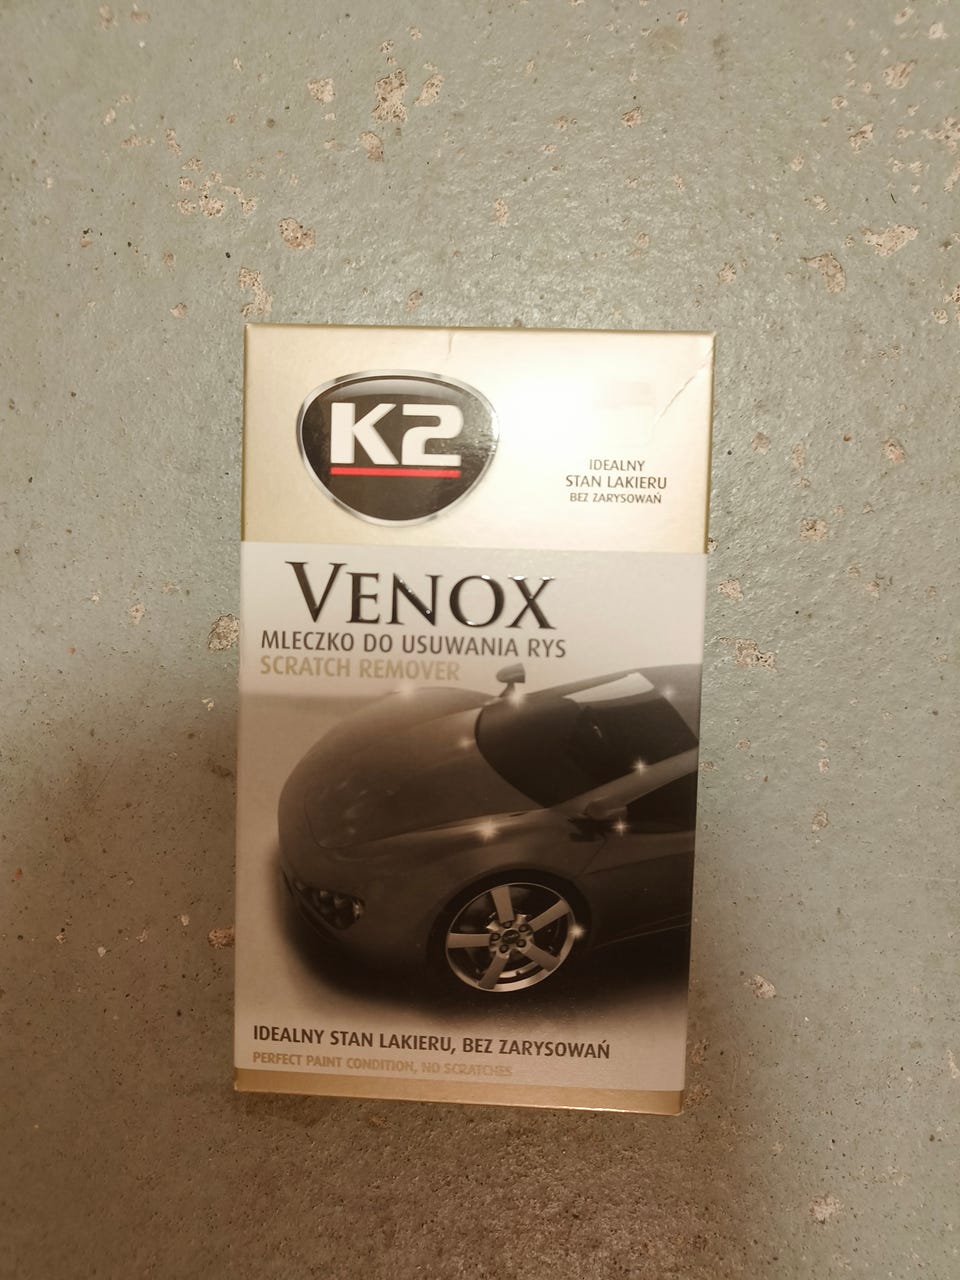 K2
IDEALNY
STAN LAKIERU
BEZ ZARYSOWAŃ
VENOX
MLECZKO DO USUWANIA RYS
SCRATCH REMOVER
IDEALNY STAN LAKIERU, BEZ ZARYSOWAŃ
PERFECT PAINT CONDITION, NO SCRATCHES